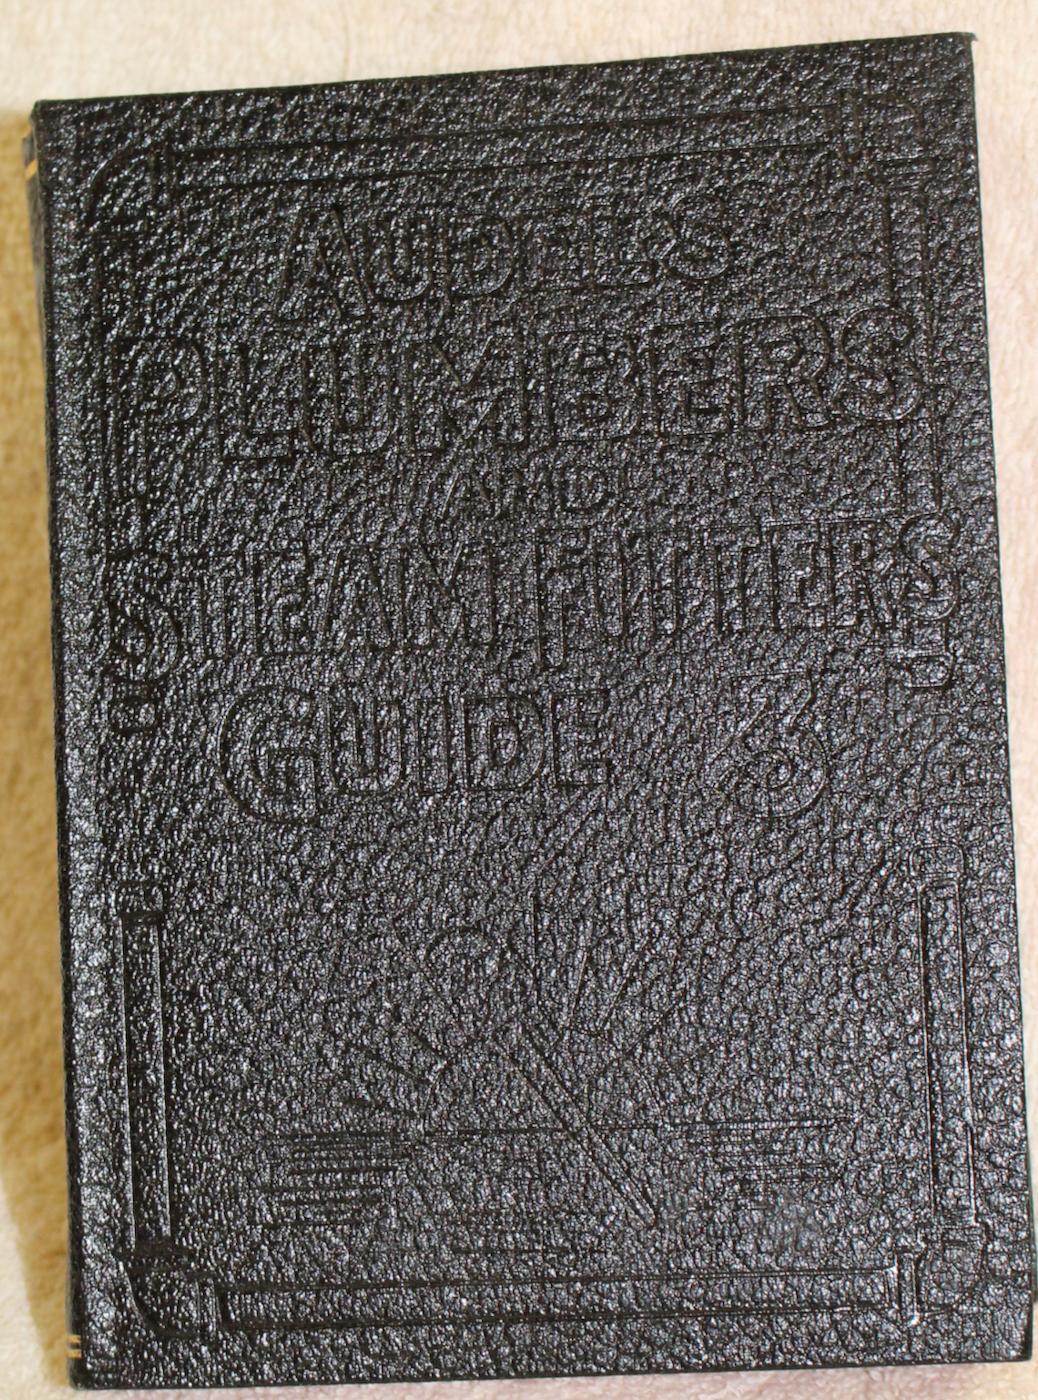 AUDELS
PLUMBERS
AND
STEAM FITTERS
GUIDE 3